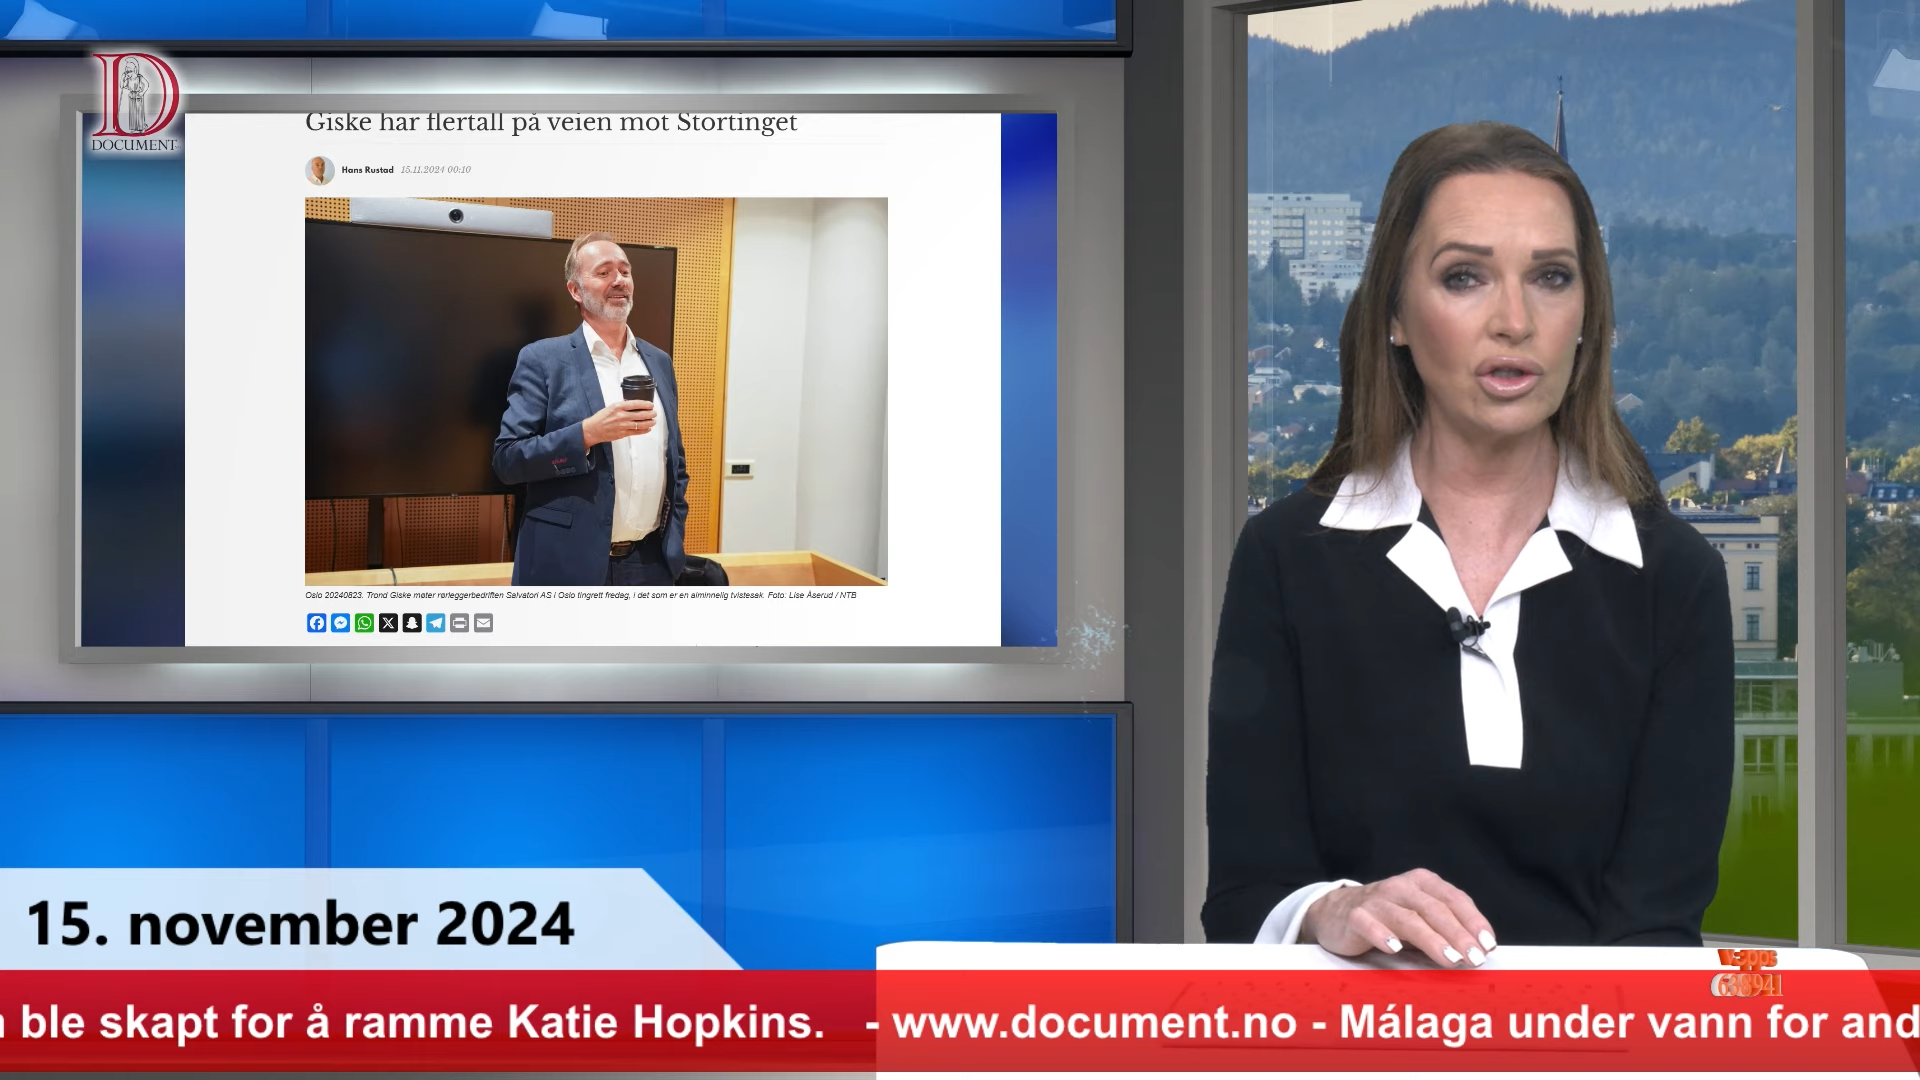 DOCUMENT
Giske har flertall på veien mot Stortinget
Hans Rustad 15.11.2024 00:10
Oslo 20240823. Trond Giske møter rørleggerbedriften Salvatori AS i Oslo tingrett fredag, i det som er en alminnelig tvistesak. Foto: Lise Åserud / NTB
15. november 2024
ble skapt for å ramme Katie Hopkins. - www.document.no - Málaga under vann for and